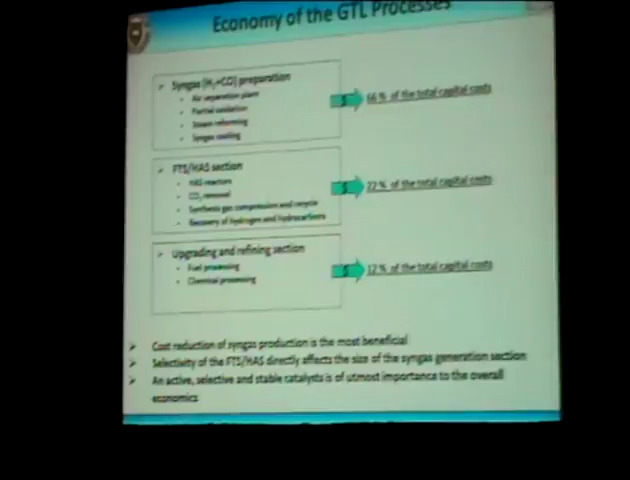 Economy of the GTL Processes
➢ Syngas (H₂+CO) preparation
• Air separation plant
• Partial oxidation
• Steam reforming
• Syngas cooling
$ 66 % of the total capital costs
➢ FTS/HAS section
• HAS reactors
• CO₂ removal
• Synthesis gas compression and recycle
• Recovery of hydrogen and hydrocarbons
$ 22 % of the total capital costs
➢ Upgrading and refining section
• Fuel processing
• Chemical processing
$ 12 % of the total capital costs
➢ Cost reduction of syngas production is the most beneficial
➢ Selectivity of the FTS/HAS directly affects the size of the syngas generation section
➢ An active, selective and stable catalysts is of utmost importance to the overall
economics